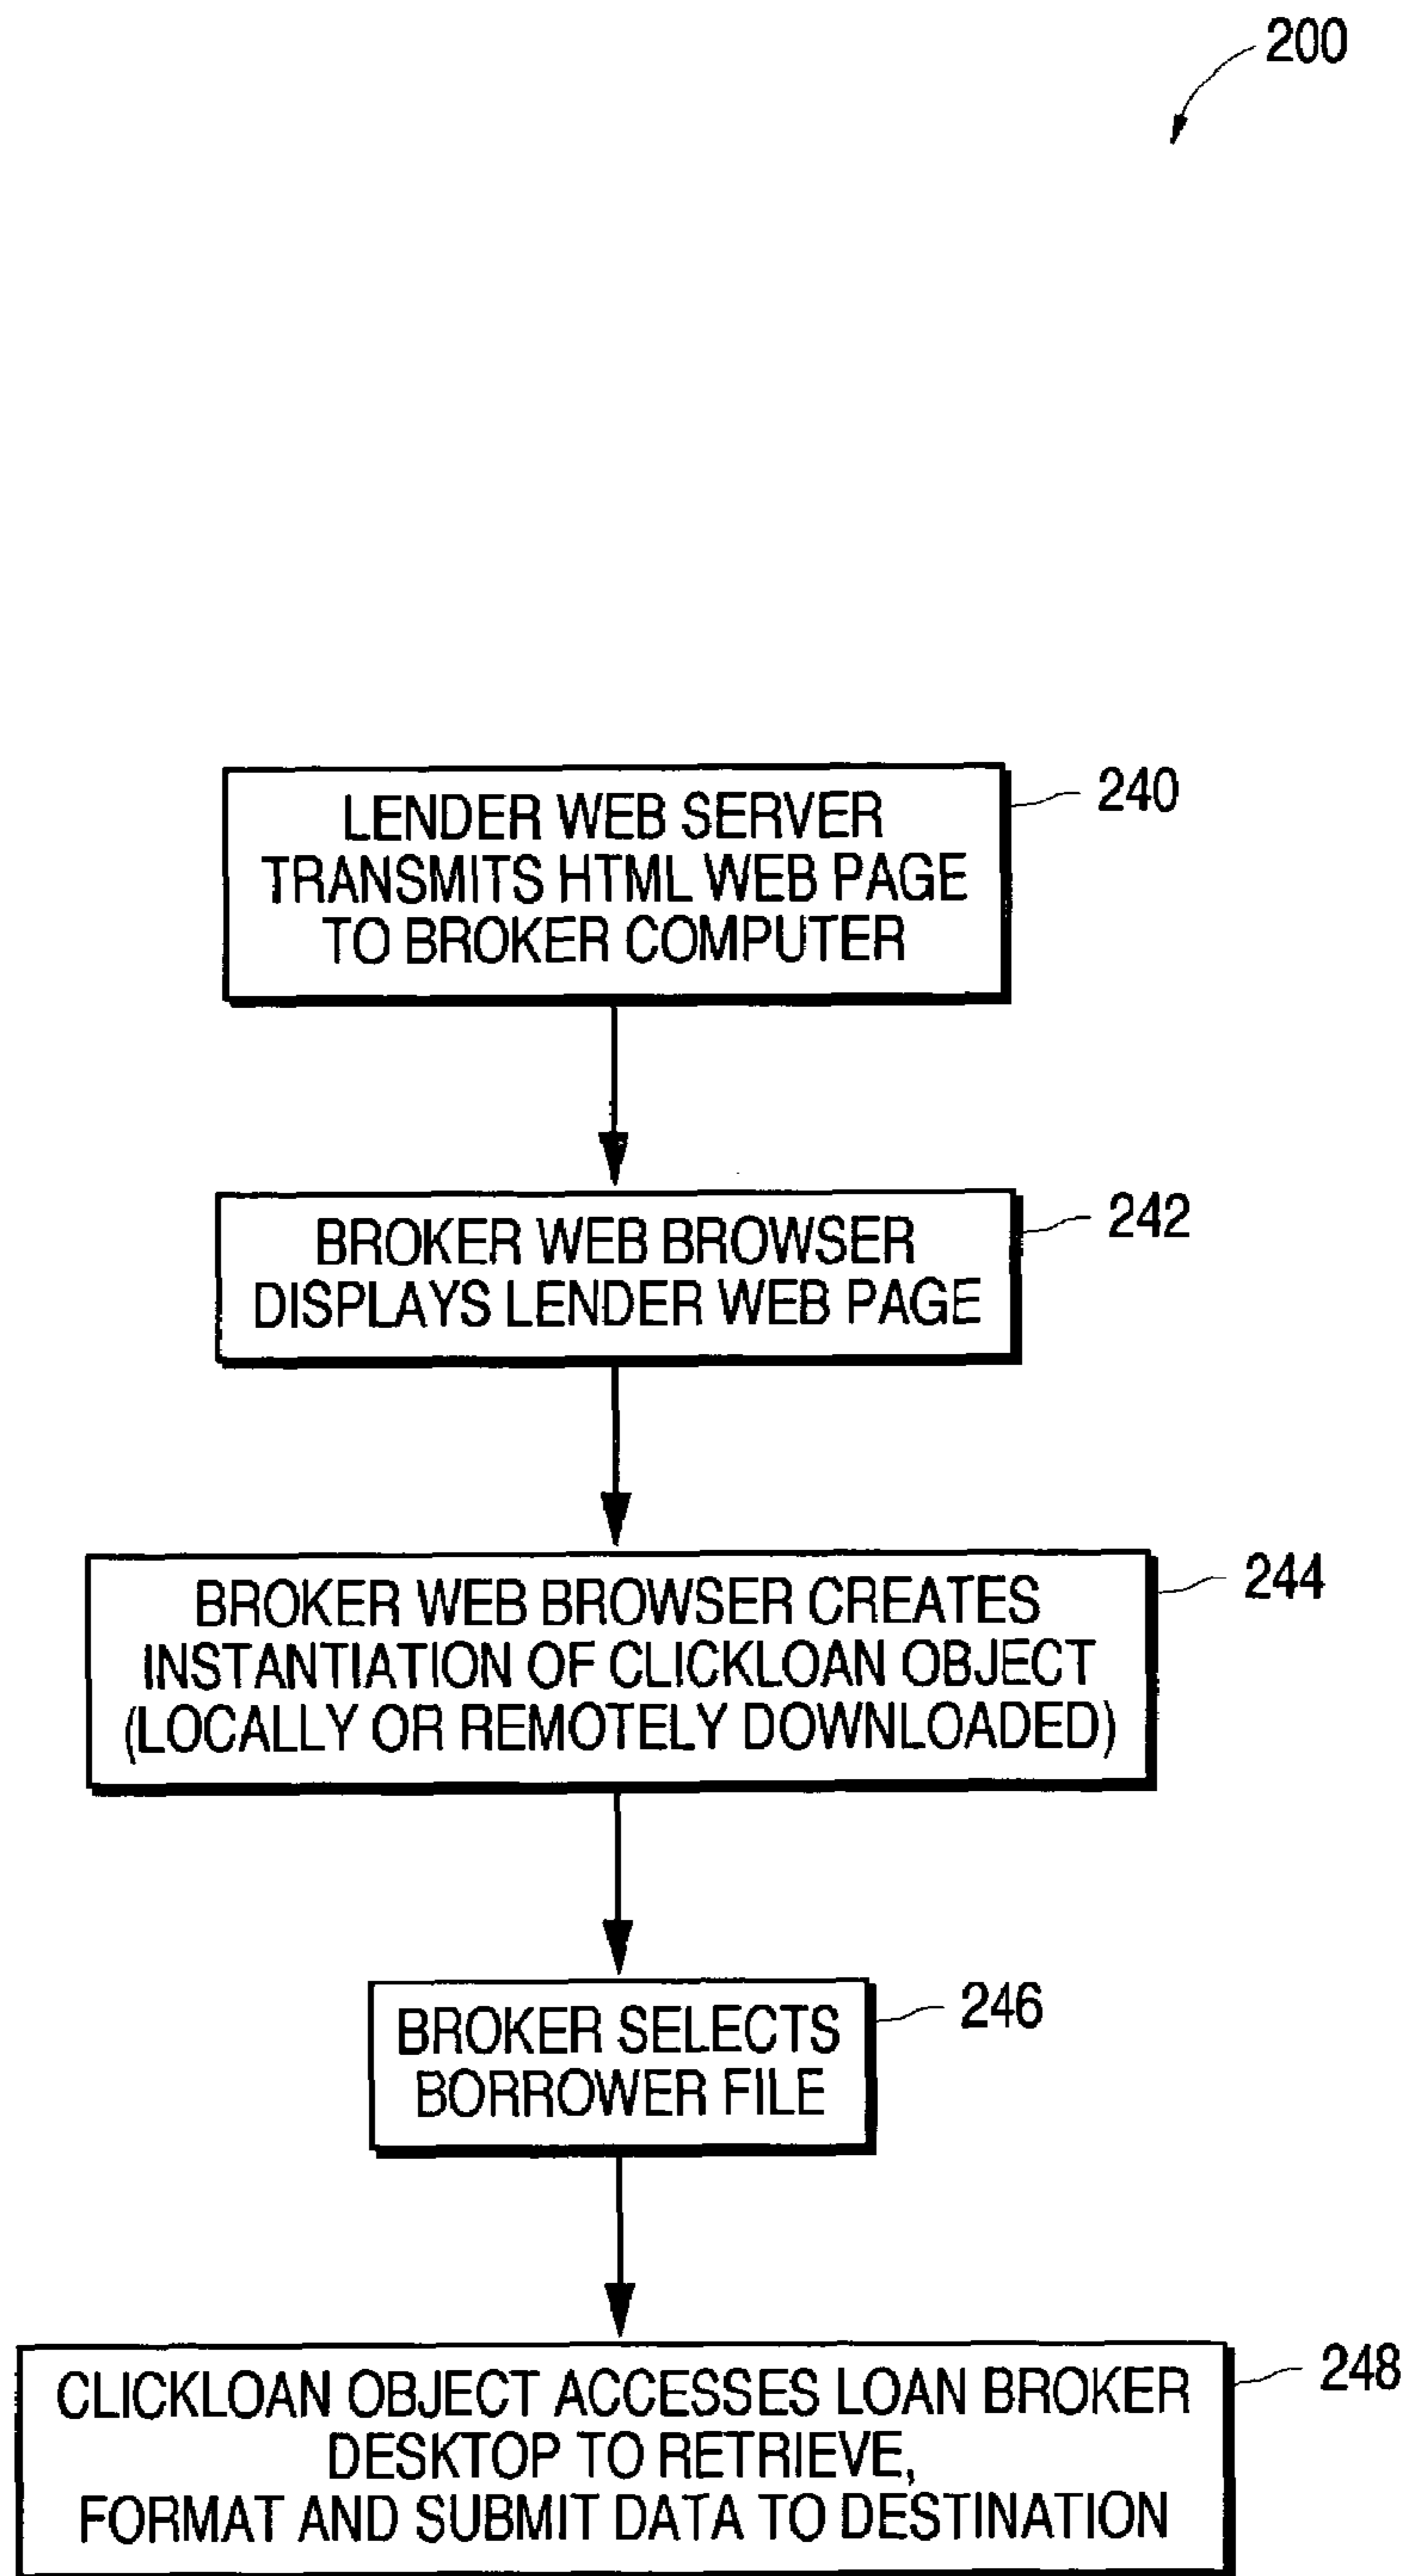 200
LENDER WEB SERVER
TRANSMITS HTML WEB PAGE
TO BROKER COMPUTER
240
BROKER WEB BROWSER
DISPLAYS LENDER WEB PAGE
242
BROKER WEB BROWSER CREATES
INSTANTIATION OF CLICKLOAN OBJECT
(LOCALLY OR REMOTELY DOWNLOADED)
244
BROKER SELECTS
BORROWER FILE
246
CLICKLOAN OBJECT ACCESSES LOAN BROKER
DESKTOP TO RETRIEVE,
FORMAT AND SUBMIT DATA TO DESTINATION
248